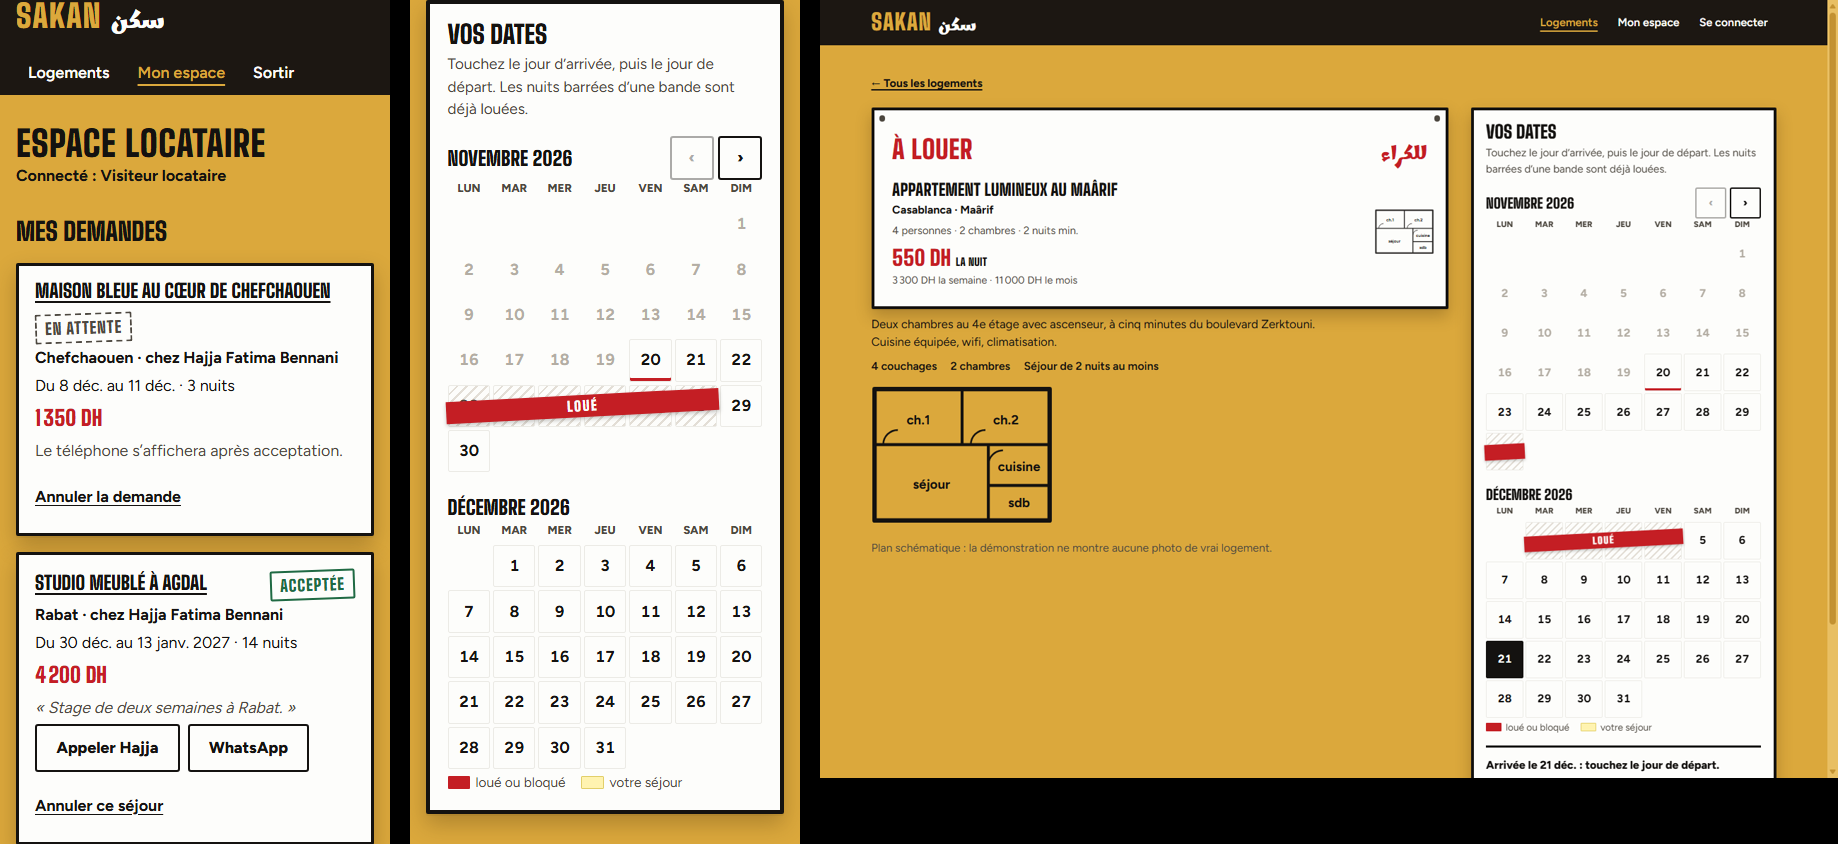 SAKAN سكن
Logements Mon espace Sortir
ESPACE LOCATAIRE
Connecté : Visiteur locataire
MES DEMANDES
MAISON BLEUE AU CŒUR DE CHEFCHAOUEN
EN ATTENTE
Chefchaouen · chez Hajja Fatima Bennani
Du 8 déc. au 11 déc. · 3 nuits
1 350 DH
Le téléphone s’affichera après acceptation.
Annuler la demande
STUDIO MEUBLÉ À AGDAL
ACCEPTÉE
Rabat · chez Hajja Fatima Bennani
Du 30 déc. au 13 janv. 2027 · 14 nuits
4 200 DH
« Stage de deux semaines à Rabat. »
Appeler Hajja WhatsApp
Annuler ce séjour
VOS DATES
Touchez le jour d’arrivée, puis le jour de
départ. Les nuits barrées d’une bande sont
déjà louées.
NOVEMBRE 2026 ‹ ›
LUN MAR MER JEU VEN SAM DIM
1
2 3 4 5 6 7 8
9 10 11 12 13 14 15
16 17 18 19 20 21 22
LOUÉ 29
30
DÉCEMBRE 2026
LUN MAR MER JEU VEN SAM DIM
1 2 3 4 5 6
7 8 9 10 11 12 13
14 15 16 17 18 19 20
21 22 23 24 25 26 27
28 29 30 31
loué ou bloqué votre séjour
SAKAN سكن
Logements Mon espace Se connecter
← Tous les logements
À LOUER
للكراء
APPARTEMENT LUMINEUX AU MAÂRIF
Casablanca · Maârif
4 personnes · 2 chambres · 2 nuits min.
550 DH LA NUIT
3 300 DH la semaine · 11 000 DH le mois
ch.1 ch.2
séjour cuisine
sdb
Deux chambres au 4e étage avec ascenseur, à cinq minutes du boulevard Zerktouni.
Cuisine équipée, wifi, climatisation.
4 couchages 2 chambres Séjour de 2 nuits au moins
ch.1 ch.2
cuisine
séjour
sdb
Plan schématique : la démonstration ne montre aucune photo de vrai logement.
VOS DATES
Touchez le jour d’arrivée, puis le jour de départ. Les nuits
barrées d’une bande sont déjà louées.
NOVEMBRE 2026 ‹ ›
LUN MAR MER JEU VEN SAM DIM
1
2 3 4 5 6 7 8
9 10 11 12 13 14 15
16 17 18 19 20 21 22
23 24 25 26 27 28 29
DÉCEMBRE 2026
LUN MAR MER JEU VEN SAM DIM
LOUÉ 5 6
7 8 9 10 11 12 13
14 15 16 17 18 19 20
21 22 23 24 25 26 27
28 29 30 31
loué ou bloqué votre séjour
Arrivée le 21 déc. : touchez le jour de départ.